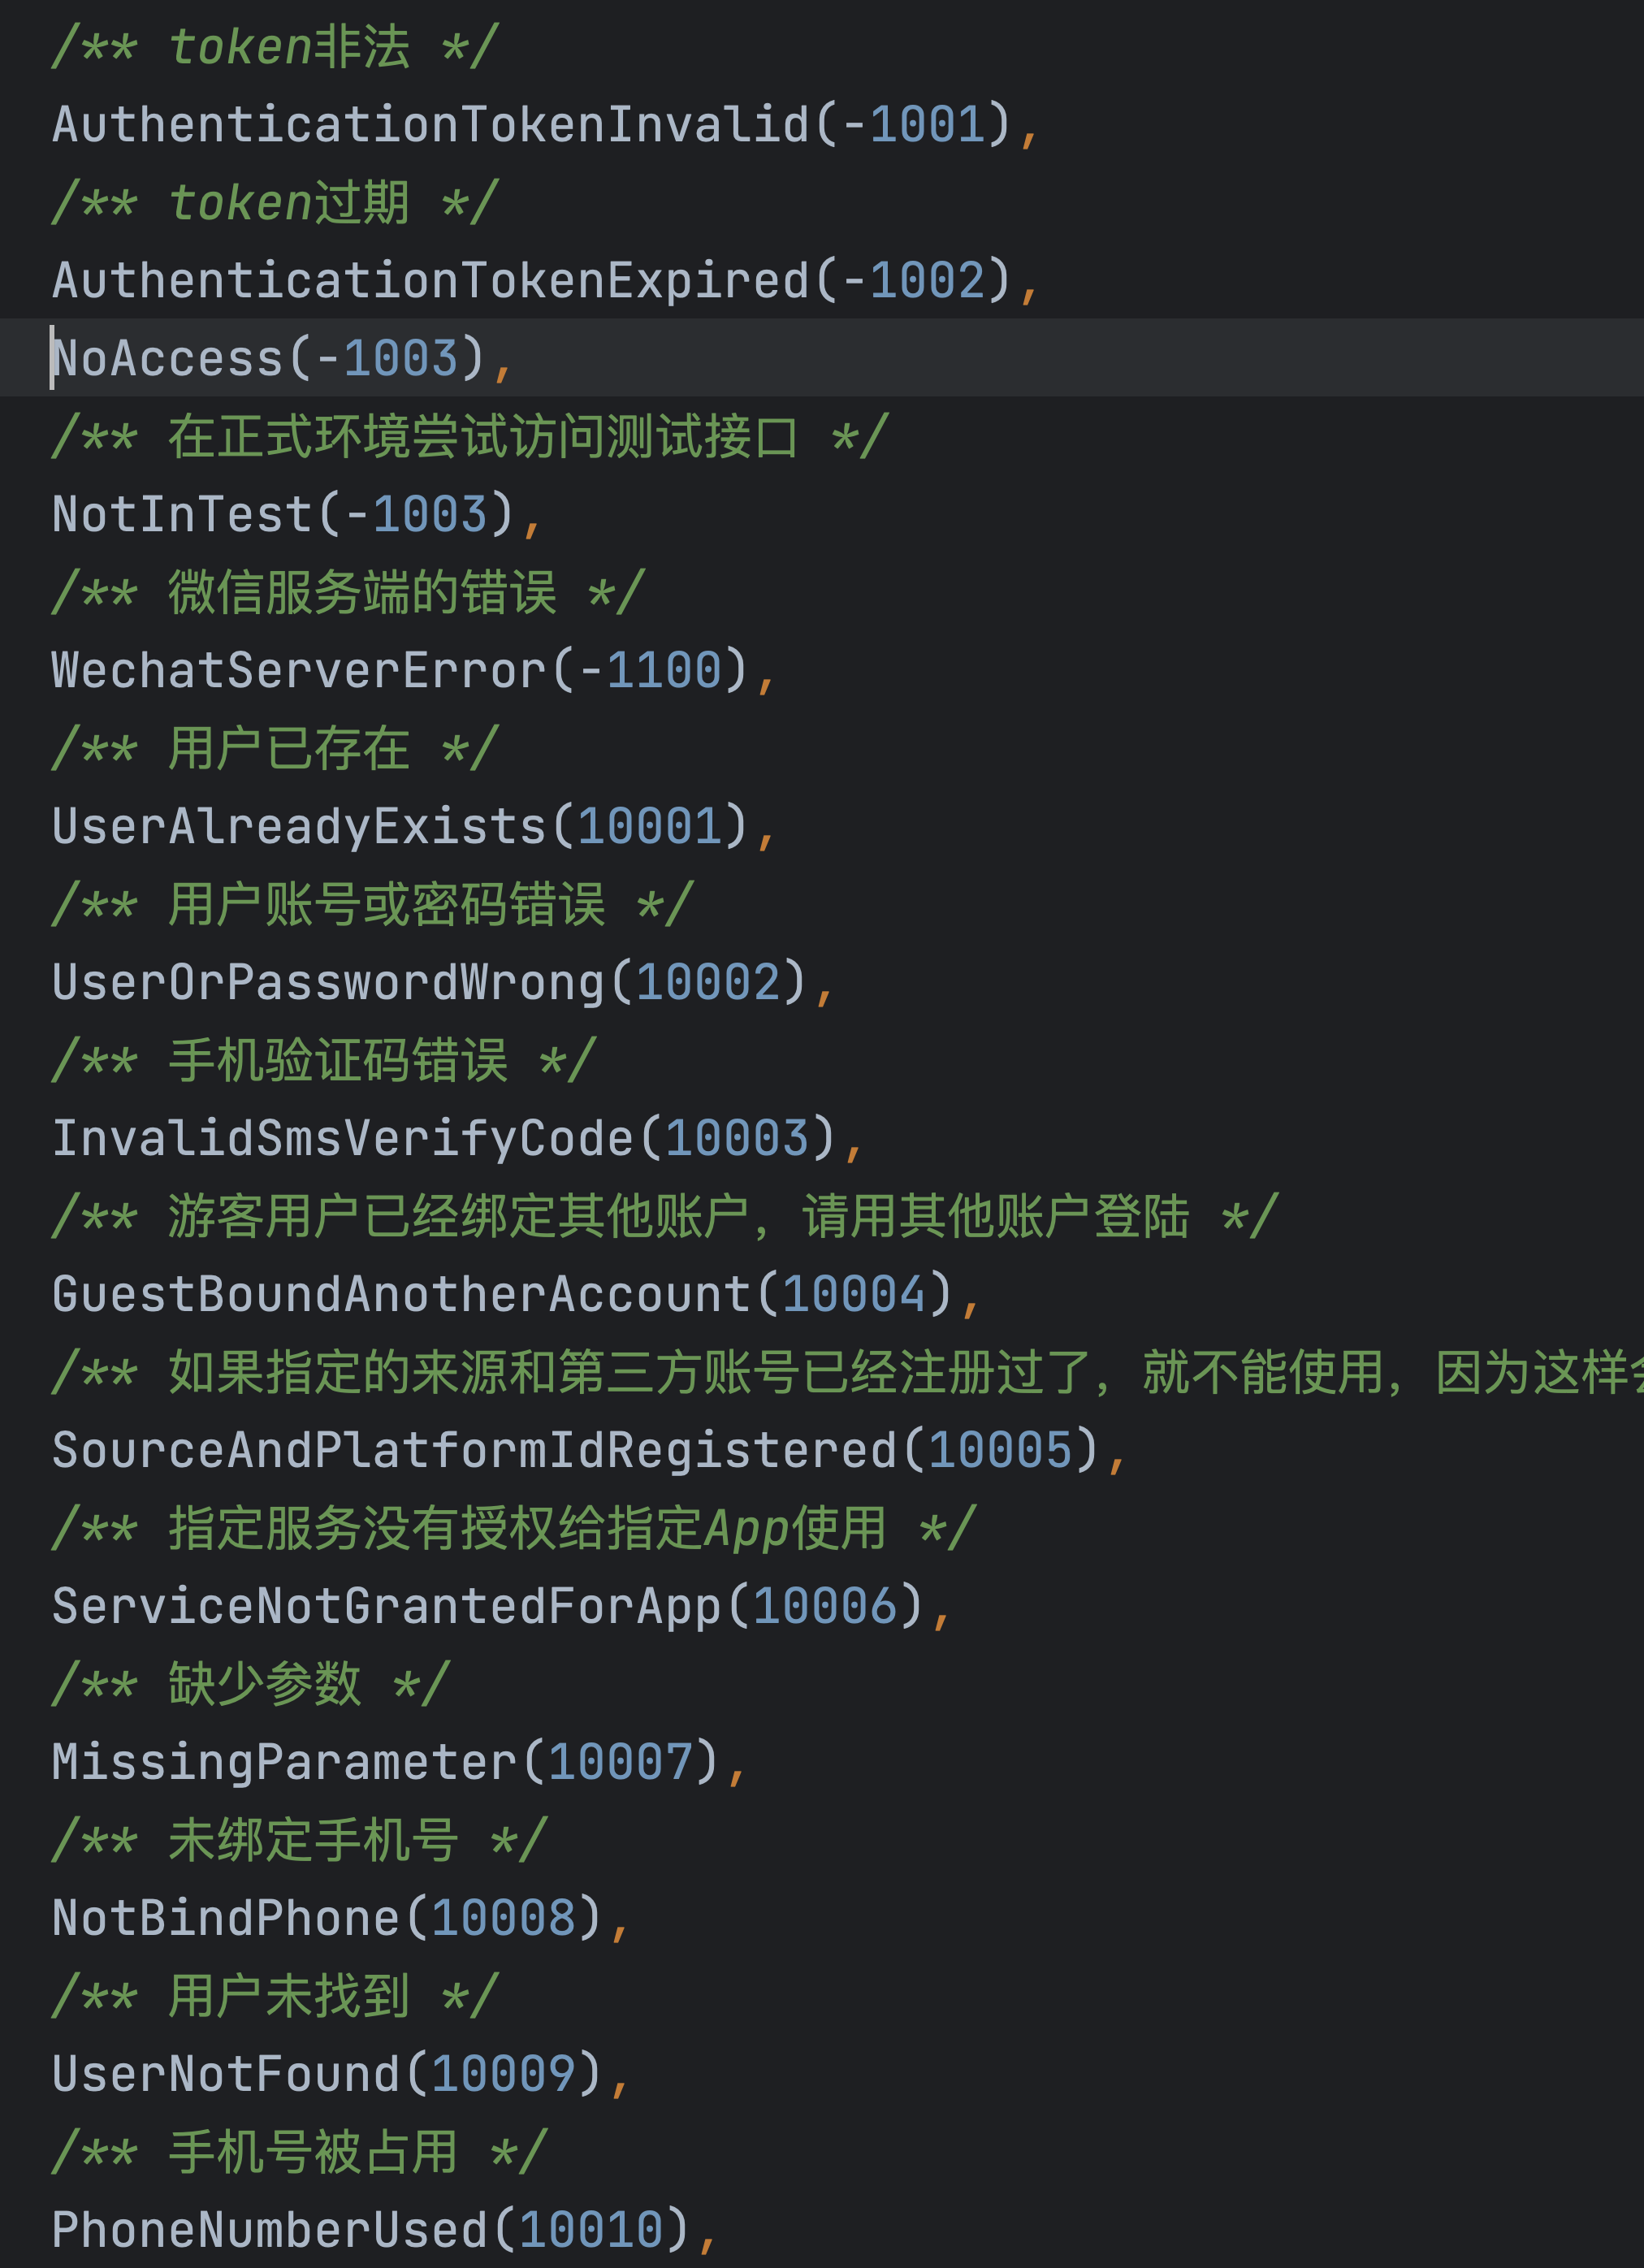 /** token非法 */
AuthenticationTokenInvalid(-1001),
/** token过期 */
AuthenticationTokenExpired(-1002),
NoAccess(-1003),
/** 在正式环境尝试访问测试接口 */
NotInTest(-1003),
/** 微信服务端的错误 */
WechatServerError(-1100),
/** 用户已存在 */
UserAlreadyExists(10001),
/** 用户账号或密码错误 */
UserOrPasswordWrong(10002),
/** 手机验证码错误 */
InvalidSmsVerifyCode(10003),
/** 游客用户已经绑定其他账户，请用其他账户登陆 */
GuestBoundAnotherAccount(10004),
/** 如果指定的来源和第三方账号已经注册过了，就不能使用，因为这样
SourceAndPlatformIdRegistered(10005),
/** 指定服务没有授权给指定App使用 */
ServiceNotGrantedForApp(10006),
/** 缺少参数 */
MissingParameter(10007),
/** 未绑定手机号 */
NotBindPhone(10008),
/** 用户未找到 */
UserNotFound(10009),
/** 手机号被占用 */
PhoneNumberUsed(10010),